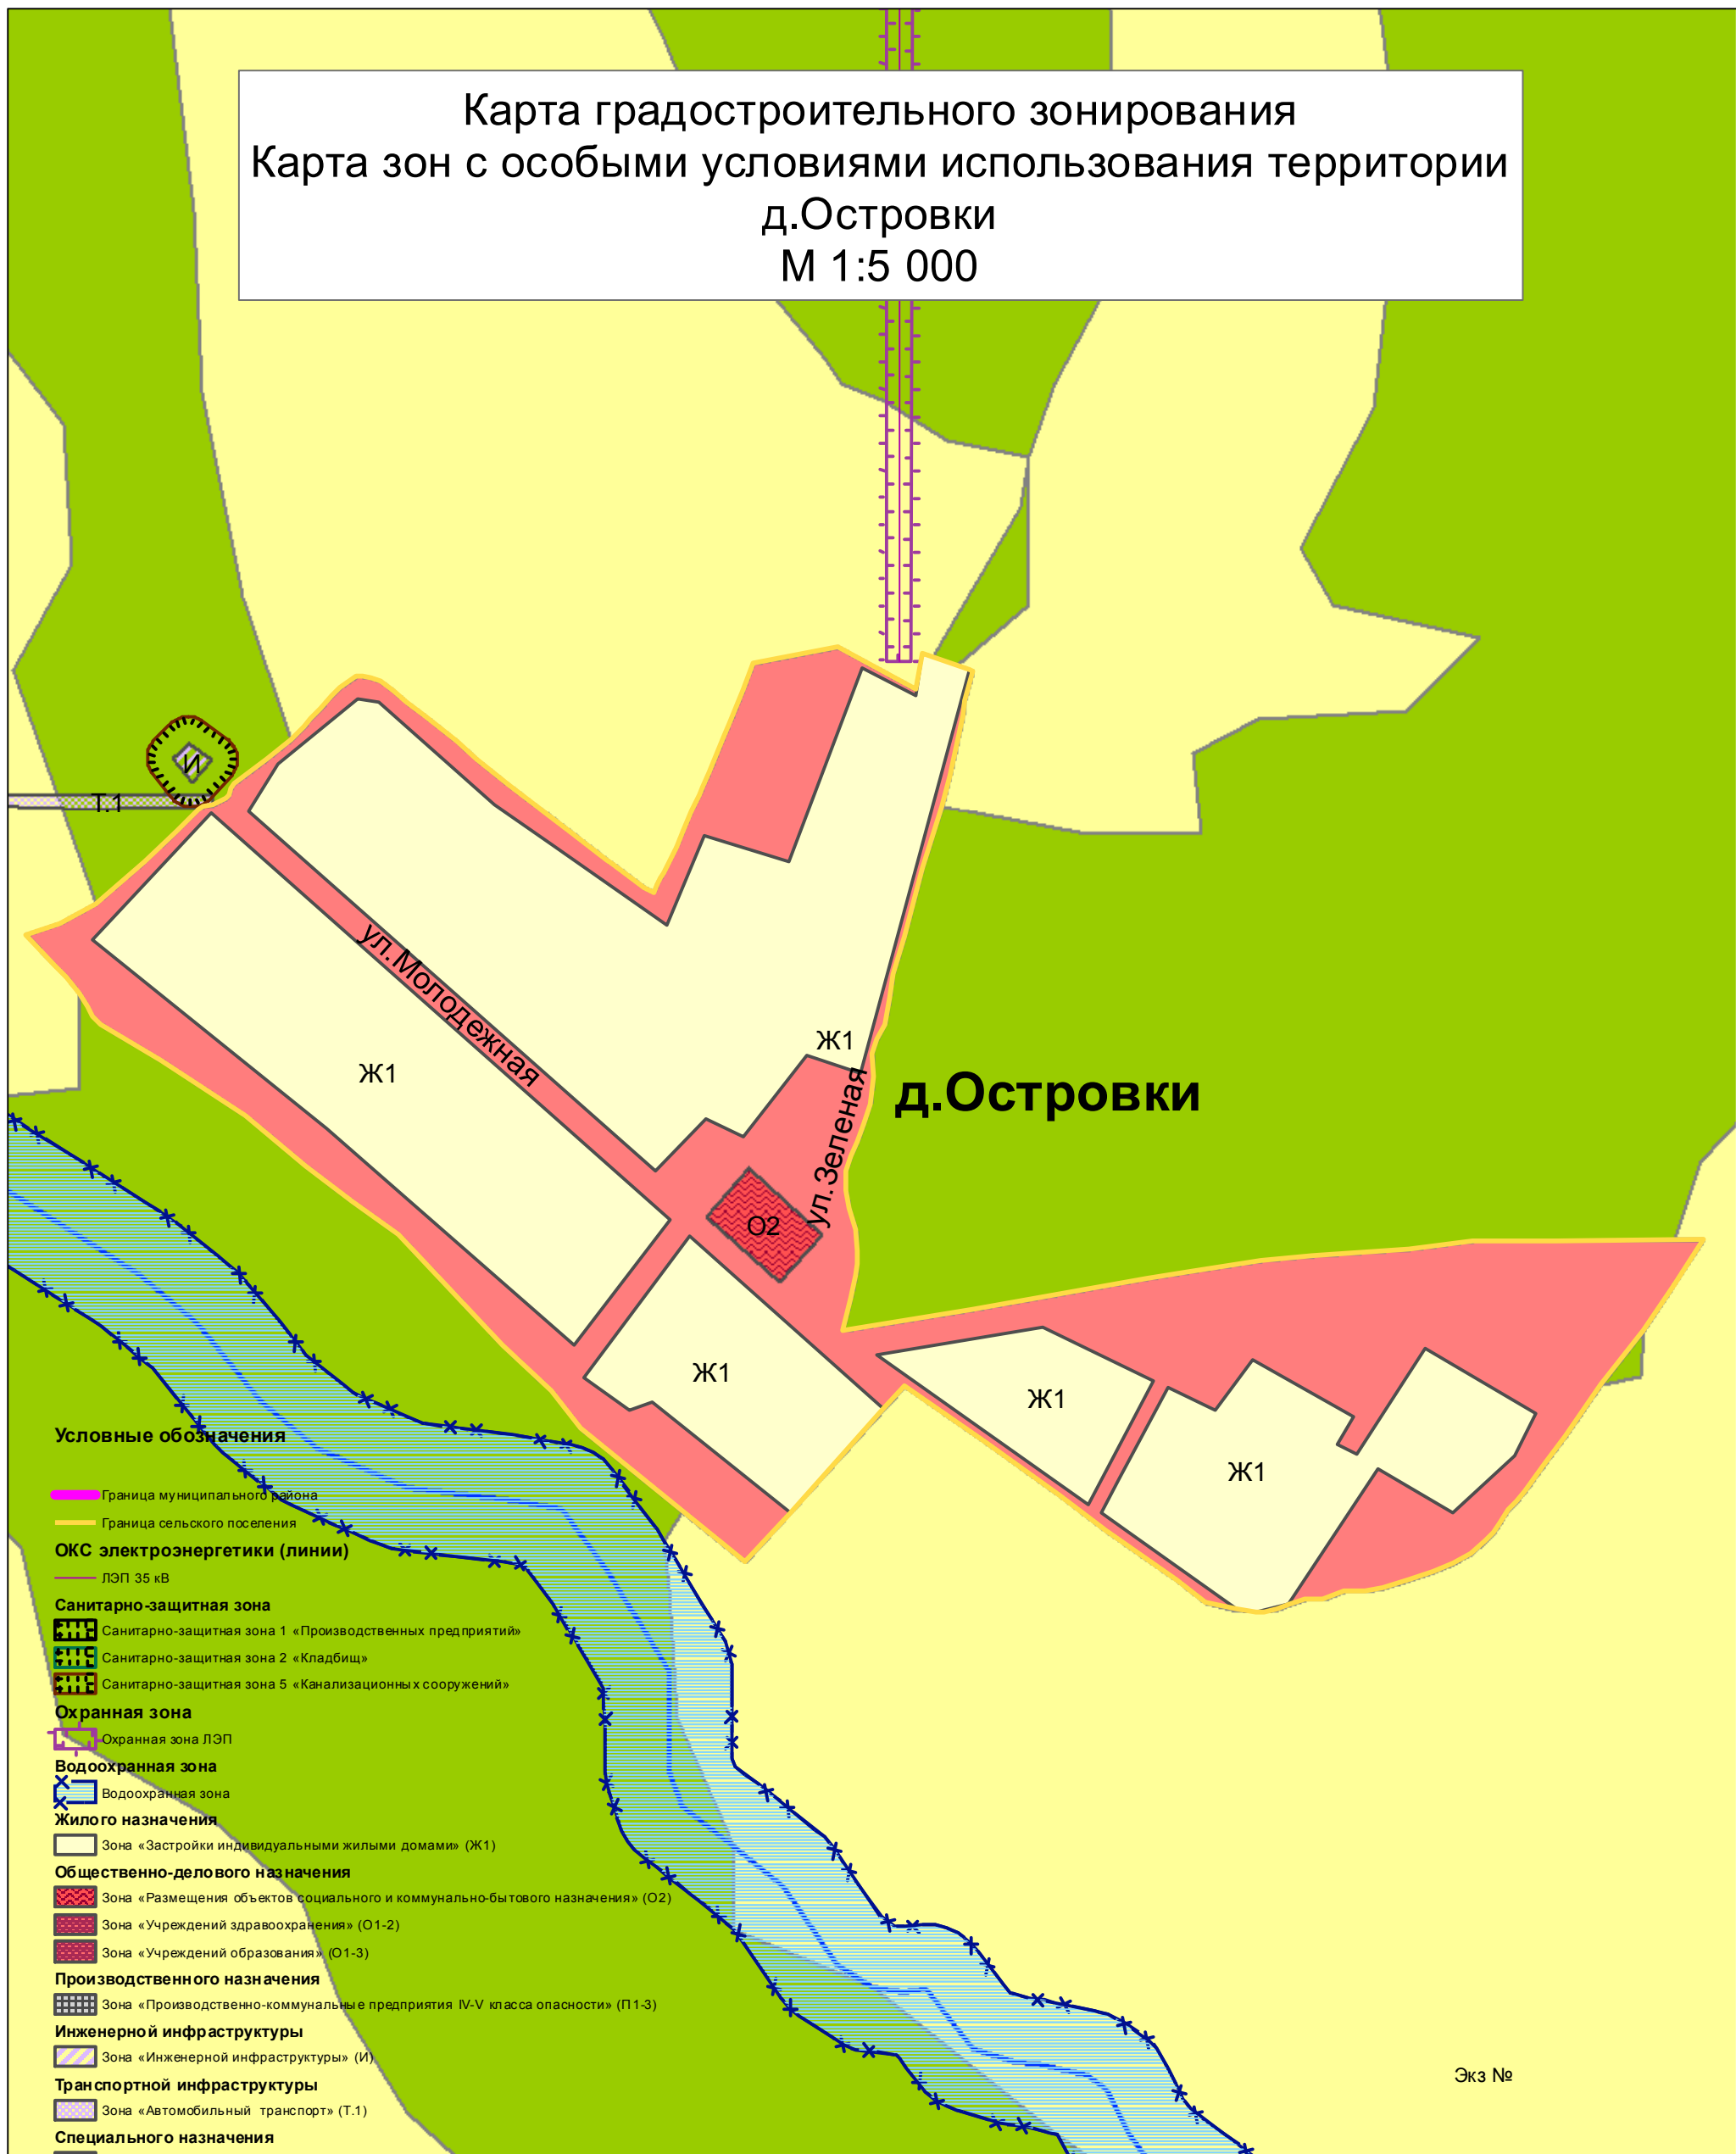 Карта градостроительного зонирования
Карта зон с особыми условиями использования территории
д.Островки
М 1:5 000
И
Т.1
ул.Молодежная
Ж1
Ж1
ул.Зеленая
д.Островки
О2
Ж1
Ж1
Ж1
Условные обозначения
Граница муниципального района
Граница сельского поселения
ОКС электроэнергетики (линии)
ЛЭП 35 кВ
Санитарно-защитная зона
Санитарно-защитная зона 1 «Производственных предприятий»
Санитарно-защитная зона 2 «Кладбищ»
Санитарно-защитная зона 5 «Канализационных сооружений»
Охранная зона
Охранная зона ЛЭП
Водоохранная зона
Водоохранная зона
Жилого назначения
Зона «Застройки индивидуальными жилыми домами» (Ж1)
Общественно-делового назначения
Зона «Размещения объектов социального и коммунально-бытового назначения» (О2)
Зона «Учреждений здравоохранения» (О1-2)
Зона «Учреждений образования» (О1-3)
Производственного назначения
Зона «Производственно-коммунальные предприятия IV-V класса опасности» (П1-3)
Инженерной инфраструктуры
Зона «Инженерной инфраструктуры» (И)
Транспортной инфраструктуры
Зона «Автомобильный транспорт» (Т.1)
Специального назначения
Экз №